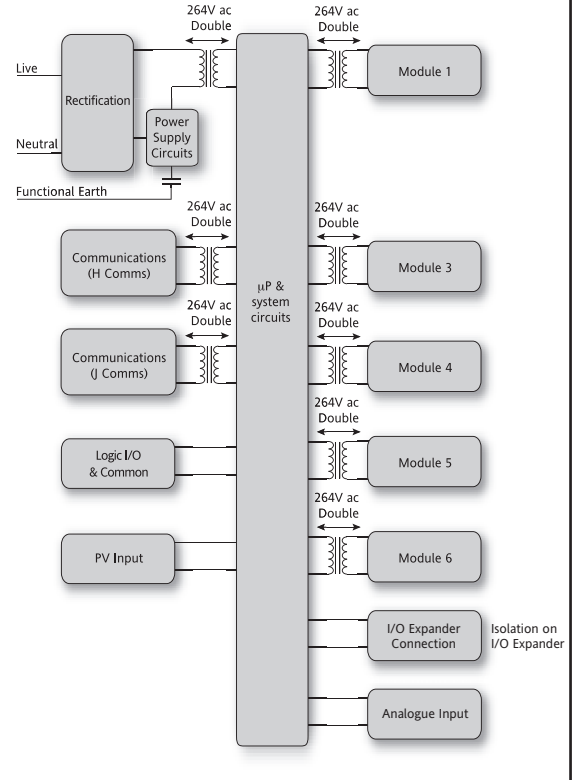 264V ac
Double
264V ac
Double
Live
Rectification
Module 1
Neutral
Power
Supply
Circuits
Functional Earth
264V ac
Double
264V ac
Double
Communications
(H Comms)
µP &
system
circuits
Module 3
264V ac
Double
264V ac
Double
Communications
(J Comms)
Module 4
264V ac
Double
Logic I/O
& Common
Module 5
264V ac
Double
PV Input
Module 6
I/O Expander
Connection
Isolation on
I/O Expander
Analogue Input